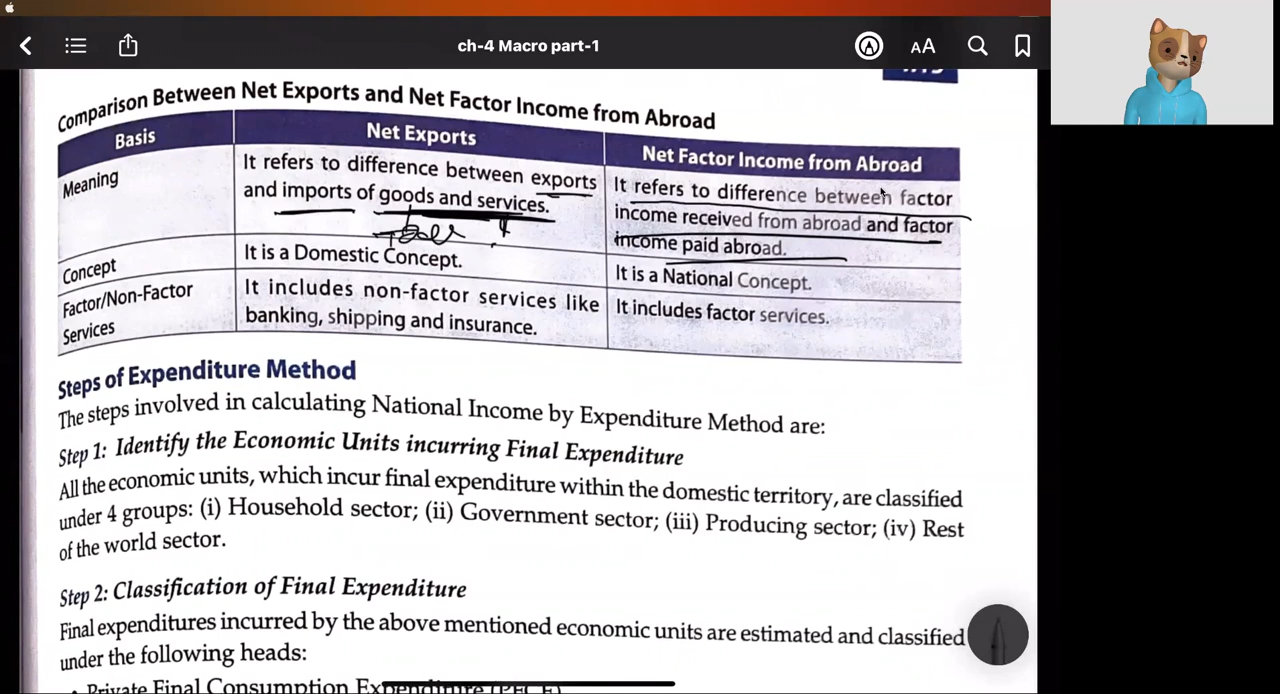 ch-4 Macro part-1
AA
Comparison Between Net Exports and Net Factor Income from Abroad
Basis
Net Exports
Net Factor Income from Abroad
Meaning
It refers to difference between exports
and imports of goods and services.
It refers to difference between factor
income received from abroad and factor
income paid abroad.
Concept
It is a Domestic Concept.
It is a National Concept.
Factor/Non-Factor
Services
It includes non-factor services like
banking, shipping and insurance.
It includes factor services.
Steps of Expenditure Method
The steps involved in calculating National Income by Expenditure Method are:
Step 1: Identify the Economic Units incurring Final Expenditure
All the economic units, which incur final expenditure within the domestic territory, are classified
under 4 groups: (i) Household sector; (ii) Government sector; (iii) Producing sector; (iv) Rest
of the world sector.
Step 2: Classification of Final Expenditure
Final expenditures incurred by the above mentioned economic units are estimated and classified
under the following heads:
• Private Final Consumption Expenditure (PFCE)